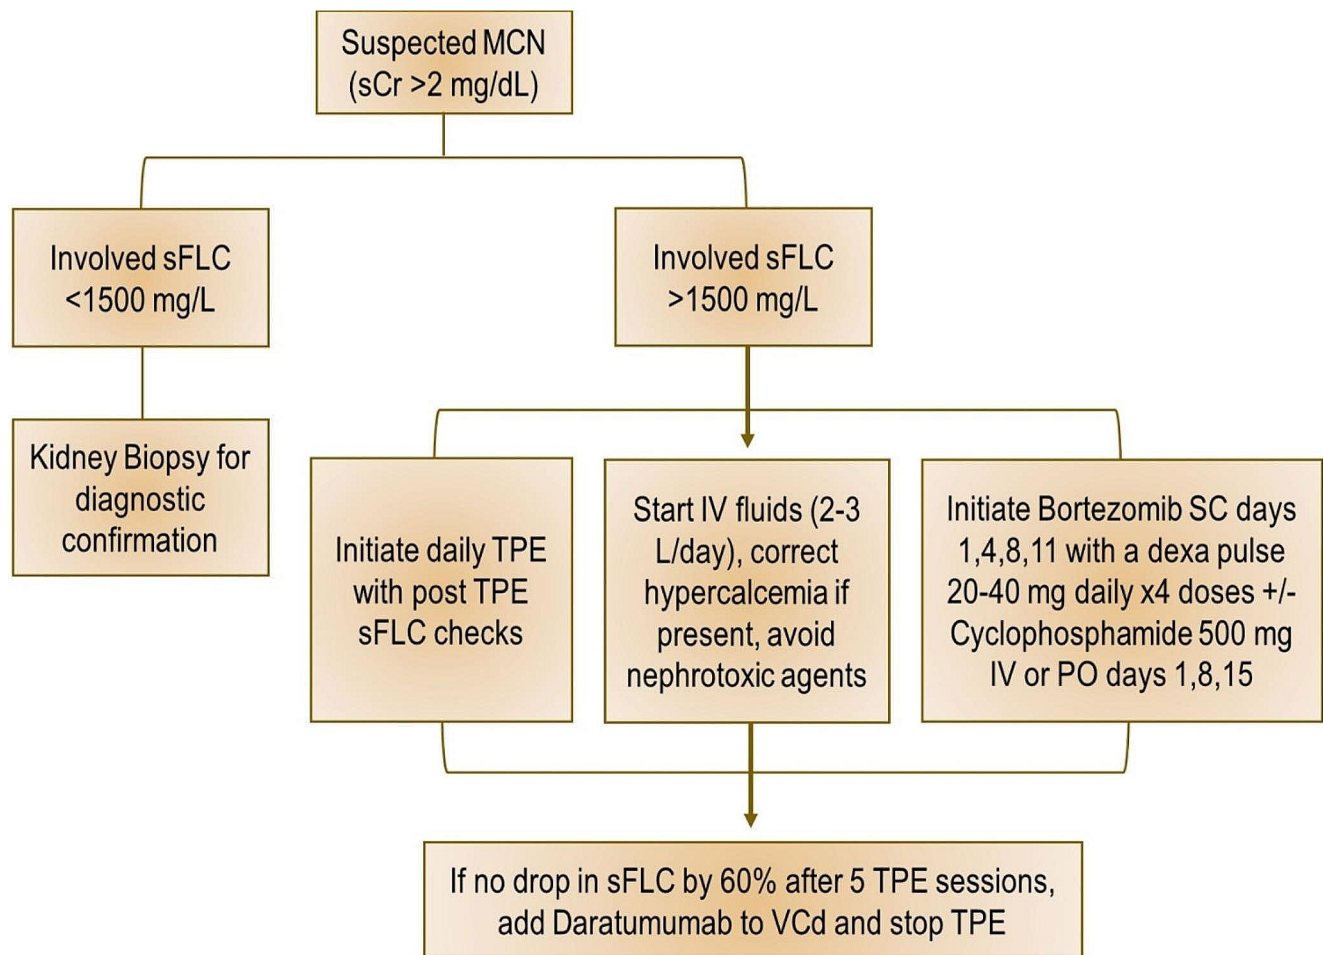 Suspected MCN
(sCr >2 mg/dL)
Involved sFLC
<1500 mg/L
Involved sFLC
>1500 mg/L
Kidney Biopsy for
diagnostic
confirmation
Initiate daily TPE
with post TPE
sFLC checks
Start IV fluids (2-3
L/day), correct
hypercalcemia if
present, avoid
nephrotoxic agents
Initiate Bortezomib SC days
1,4,8,11 with a dexa pulse
20-40 mg daily x4 doses +/-
Cyclophosphamide 500 mg
IV or PO days 1,8,15
If no drop in sFLC by 60% after 5 TPE sessions,
add Daratumumab to VCd and stop TPE